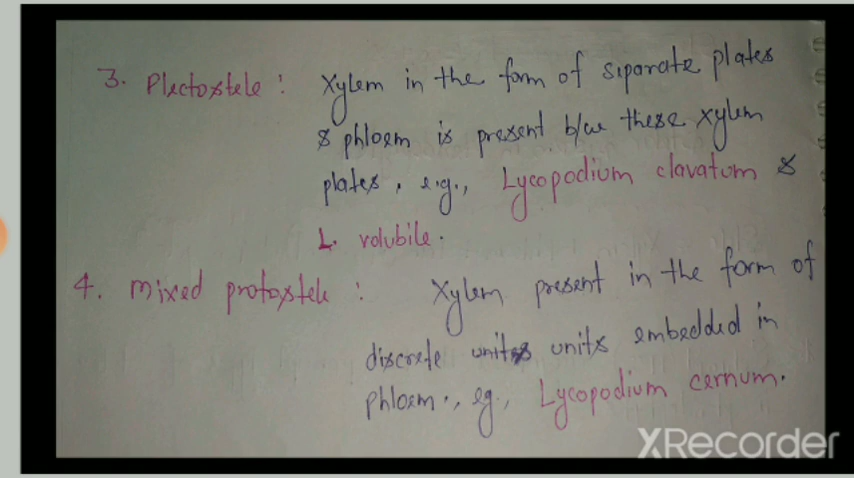 3. Plectostele : Xylem in the form of separate plates
& phloem is present b/w these xylem
plates, e.g., Lycopodium clavatum &
L. volubile.
4. Mixed protostele : Xylem present in the form of
discrete units units embedded in
phloem., eg., Lycopodium cernum.
XRecorder